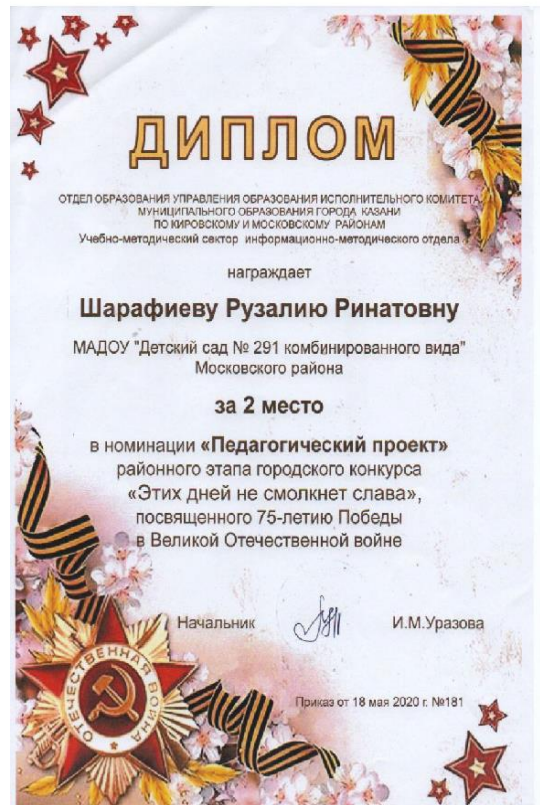 ДИПЛОМ
ОТДЕЛ ОБРАЗОВАНИЯ УПРАВЛЕНИЯ ОБРАЗОВАНИЯ ИСПОЛНИТЕЛЬНОГО КОМИТЕТА
МУНИЦИПАЛЬНОГО ОБРАЗОВАНИЯ ГОРОДА КАЗАНИ
ПО КИРОВСКОМУ И МОСКОВСКОМУ РАЙОНАМ
Учебно-методический сектор информационно-методического отдела
награждает
Шарафиеву Рузалию Ринатовну
МАДОУ "Детский сад № 291 комбинированного вида"
Московского района
за 2 место
в номинации «Педагогический проект»
районного этапа городского конкурса
«Этих дней не смолкнет слава»,
посвященного 75-летию Победы
в Великой Отечественной войне
Начальник И.М.Уразова
ОТЕЧЕСТВЕННАЯ ВОЙНА
Приказ от 18 мая 2020 г. №181